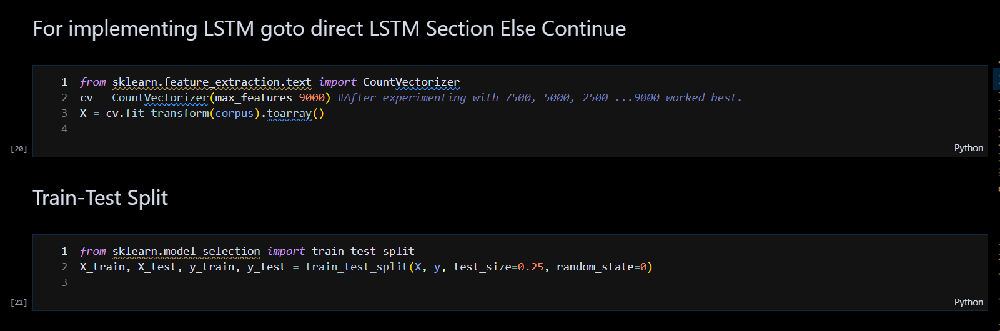 For implementing LSTM goto direct LSTM Section Else Continue
1 from sklearn.feature_extraction.text import CountVectorizer
2 cv = CountVectorizer(max_features=9000) #After experimenting with 7500, 5000, 2500 ...9000 worked best.
3 X = cv.fit_transform(corpus).toarray()
4
[20]
Python
Train-Test Split
1 from sklearn.model_selection import train_test_split
2 X_train, X_test, y_train, y_test = train_test_split(X, y, test_size=0.25, random_state=0)
3
[21]
Python